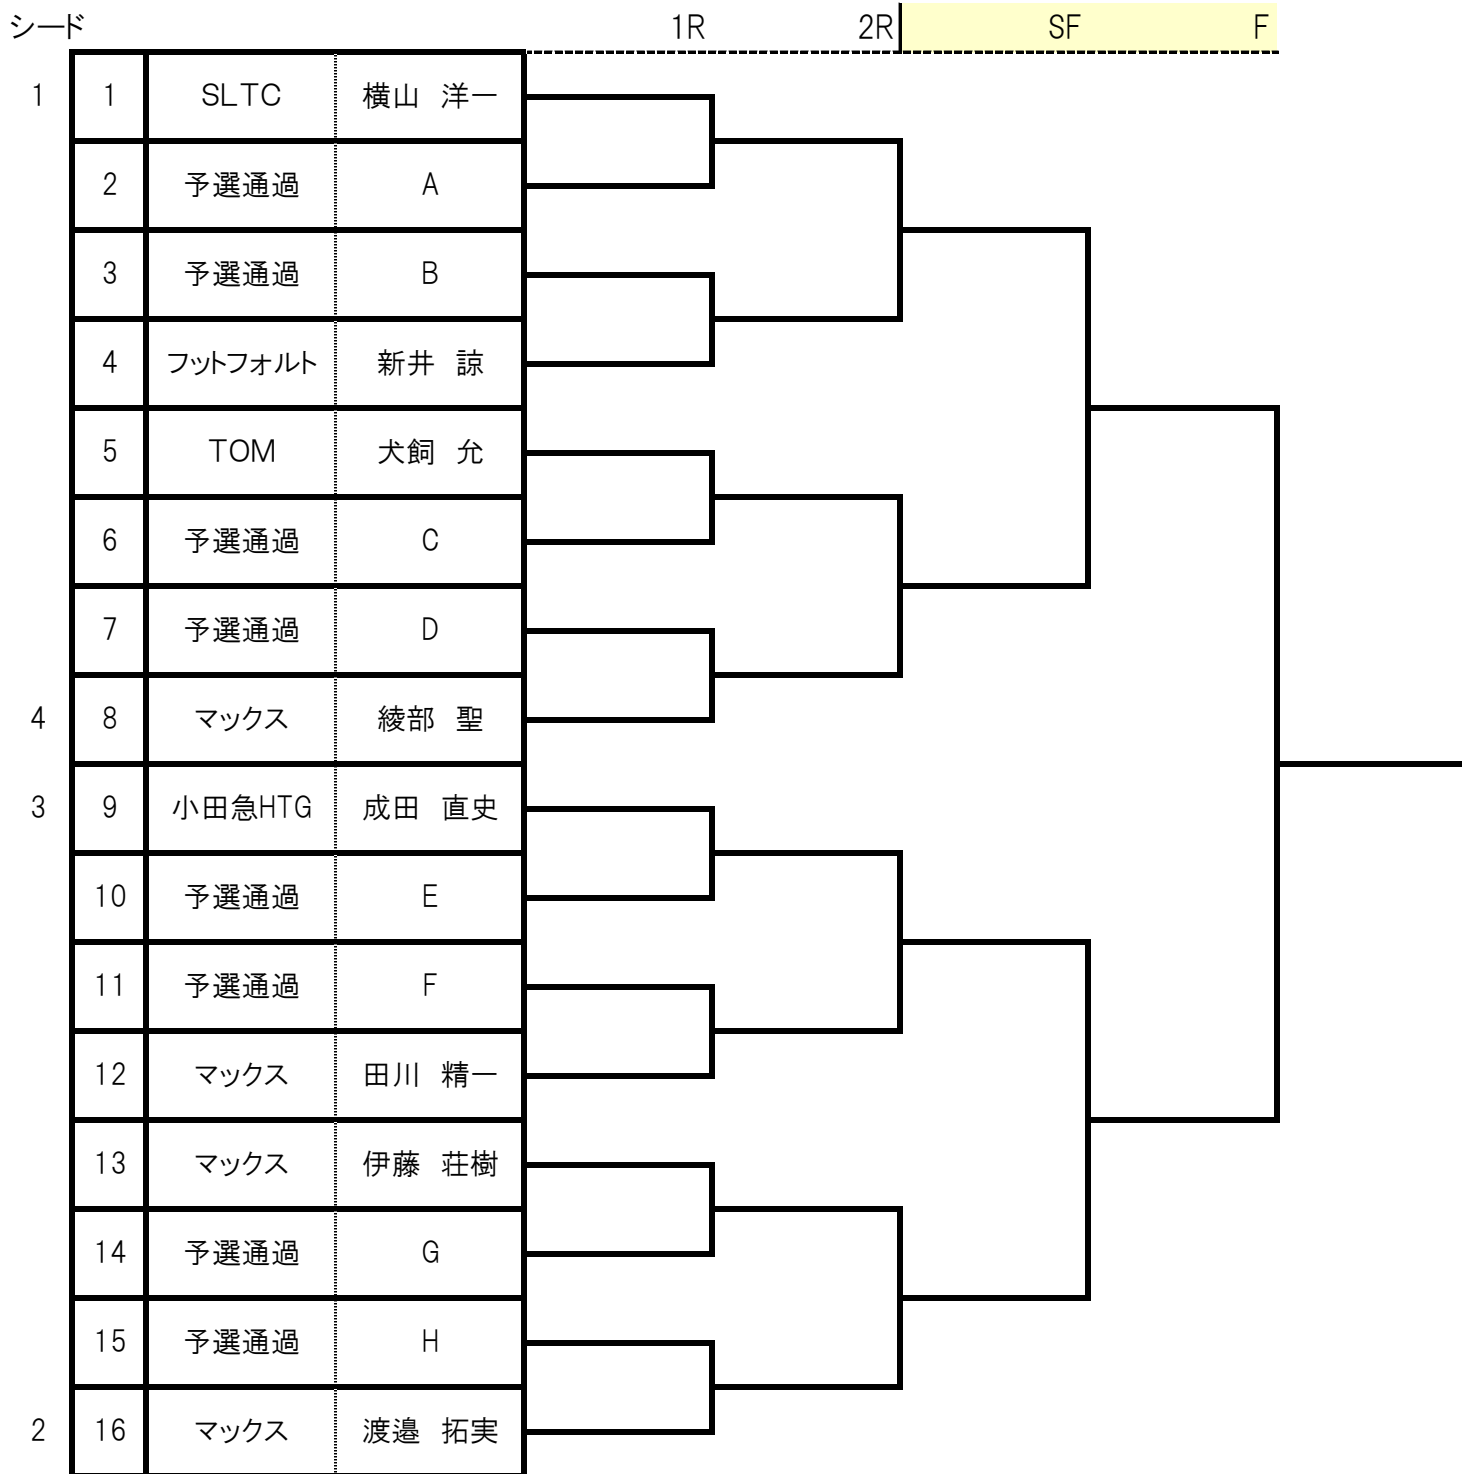 シード 1R 2R SF F
1 1 SLTC 横山 洋一
2 予選通過 A
3 予選通過 B
4 フットフォルト 新井 諒
5 TOM 犬飼 允
6 予選通過 C
7 予選通過 D
4 8 マックス 綾部 聖
3 9 小田急HTG 成田 直史
10 予選通過 E
11 予選通過 F
12 マックス 田川 精一
13 マックス 伊藤 荘樹
14 予選通過 G
15 予選通過 H
2 16 マックス 渡邉 拓実